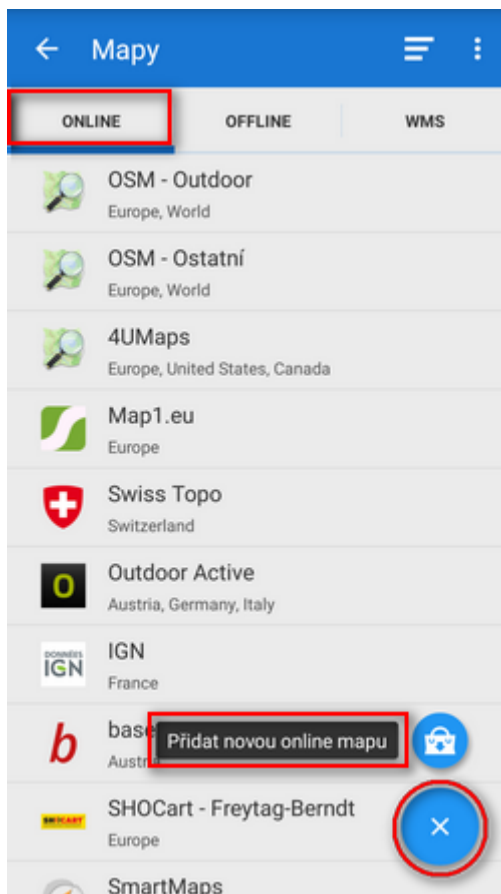 Mapy
ONLINE
OFFLINE
WMS
OSM - Outdoor
Europe, World
OSM - Ostatní
Europe, World
4UMaps
Europe, United States, Canada
Map1.eu
Europe
Swiss Topo
Switzerland
O
Outdoor Active
Austria, Germany, Italy
DONNÉES
IGN
IGN
France
b
base
Přidat novou online mapu
SHOCART
SHOCart - Freytag-Berndt
Europe
SmartMaps